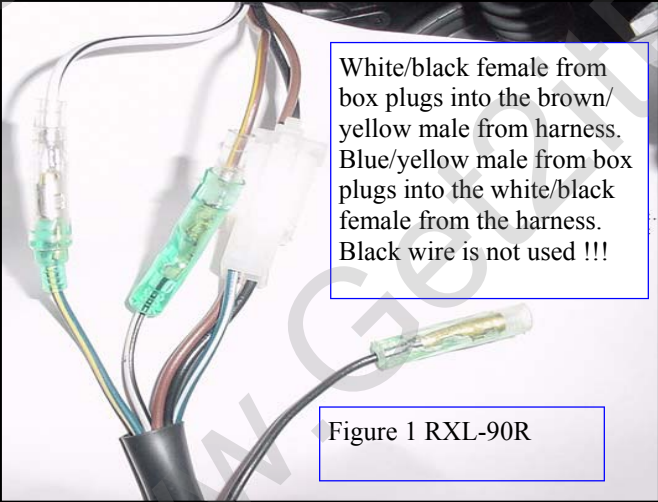 White/black female from
box plugs into the brown/
yellow male from harness.
Blue/yellow male from box
plugs into the white/black
female from the harness.
Black wire is not used !!!
Figure 1 RXL-90R
w.Get2it